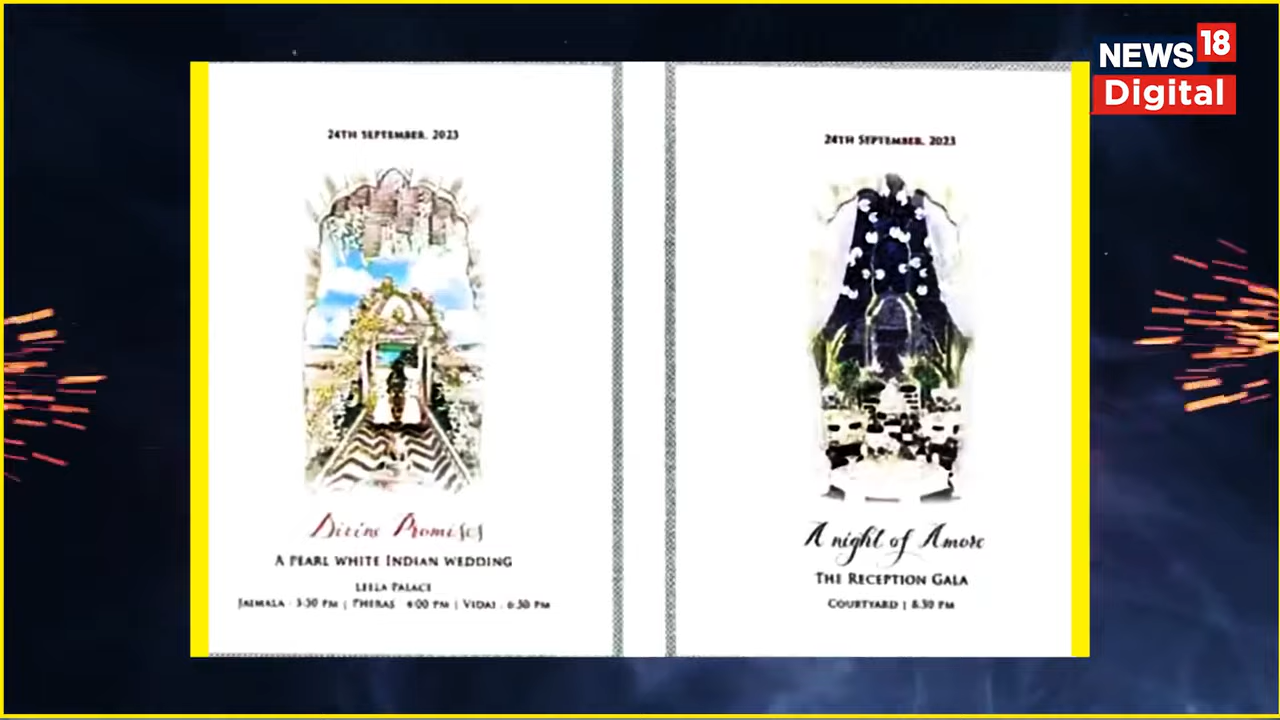 NEWS 18
Digital
24TH SEPTEMBER, 2023
Divine Promises
A PEARL WHITE INDIAN WEDDING
LEELA PALACE
JAIMALA - 3:30 PM | PHERAS - 4:00 PM | VIDAI - 6:30 PM
24TH SEPTEMBER, 2023
A night of Amore
THE RECEPTION GALA
COURTYARD | 8:30 PM